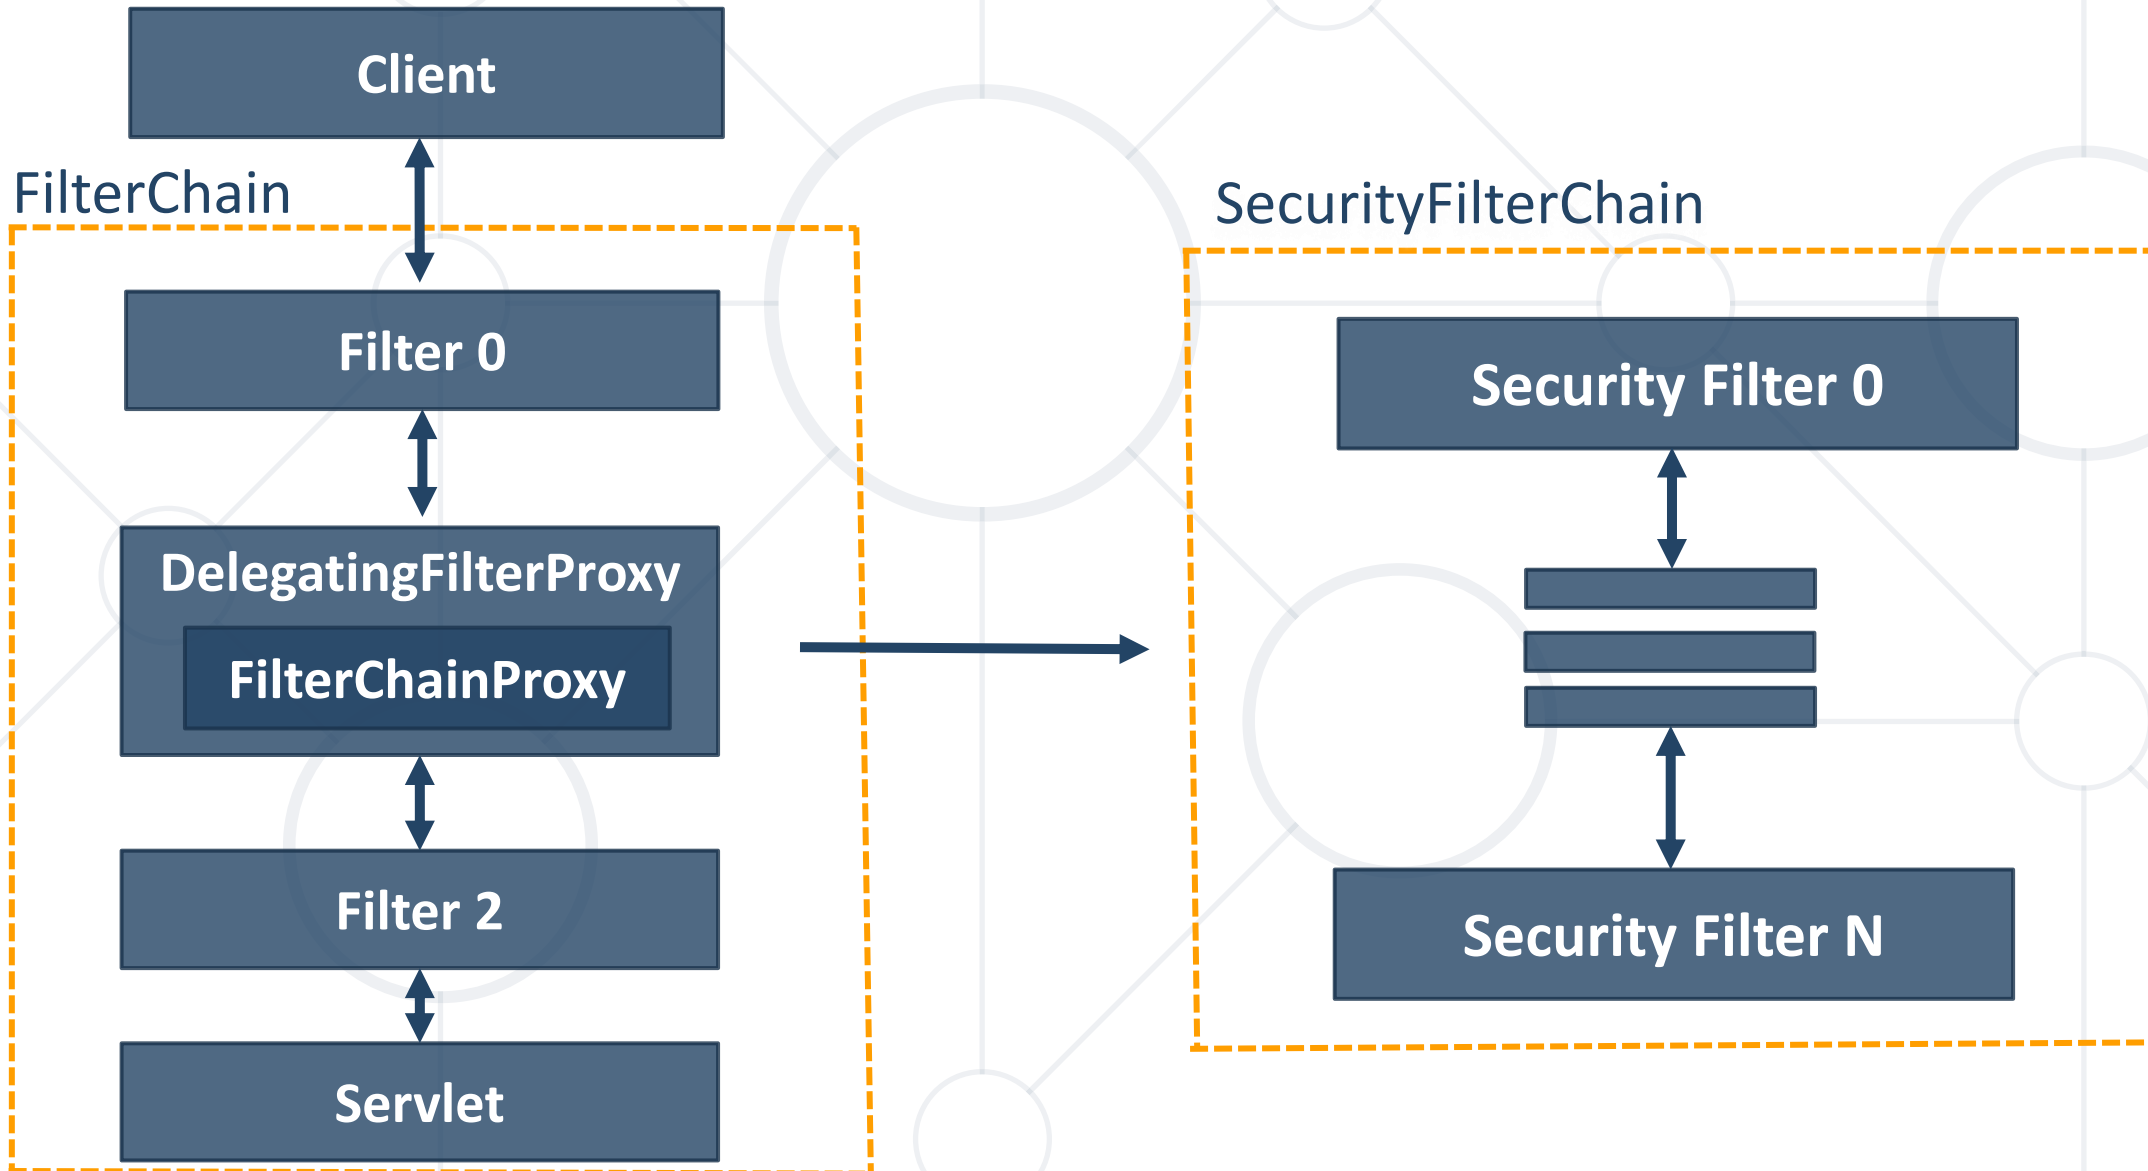 Client
FilterChain
Filter 0
DelegatingFilterProxy
FilterChainProxy
Filter 2
Servlet
SecurityFilterChain
Security Filter 0
Security Filter N